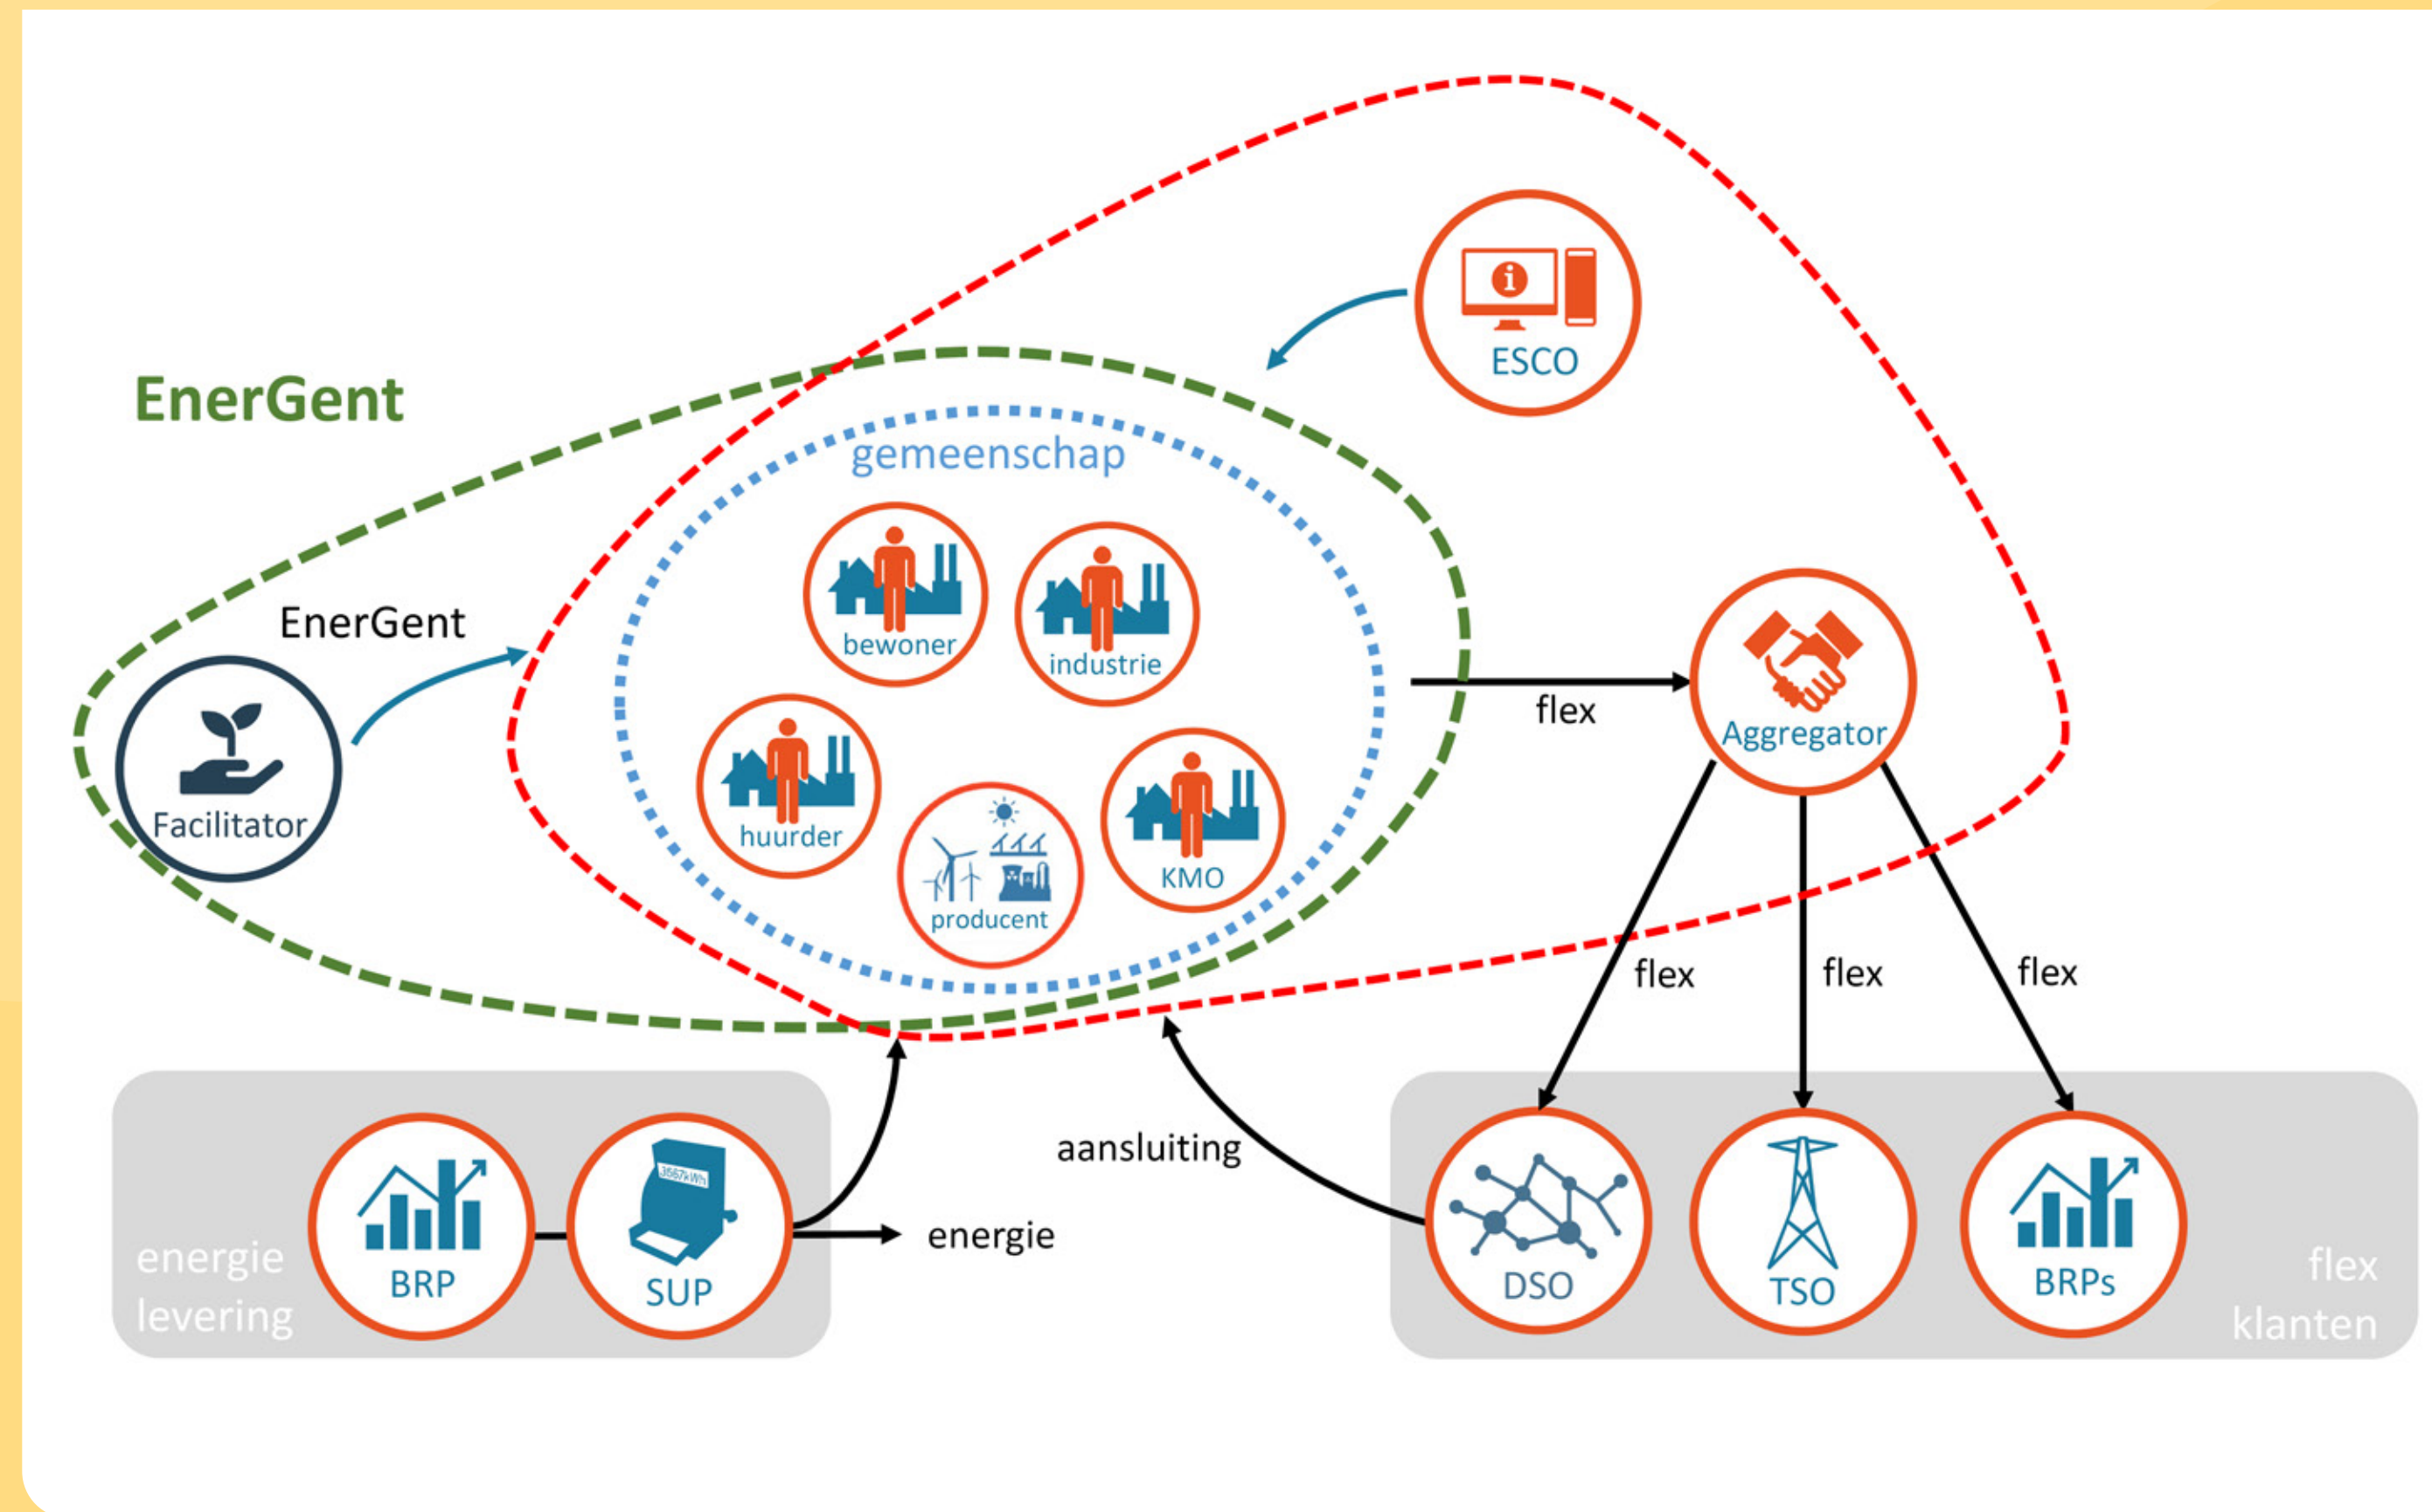 EnerGent
ESCO
gemeenschap
bewoner
industrie
EnerGent
Facilitator
huurder
producent
KMO
flex
Aggregator
flex
flex
flex
aansluiting
energie
energie
levering
BRP
3567kWh
SUP
DSO
TSO
BRPs
flex
klanten